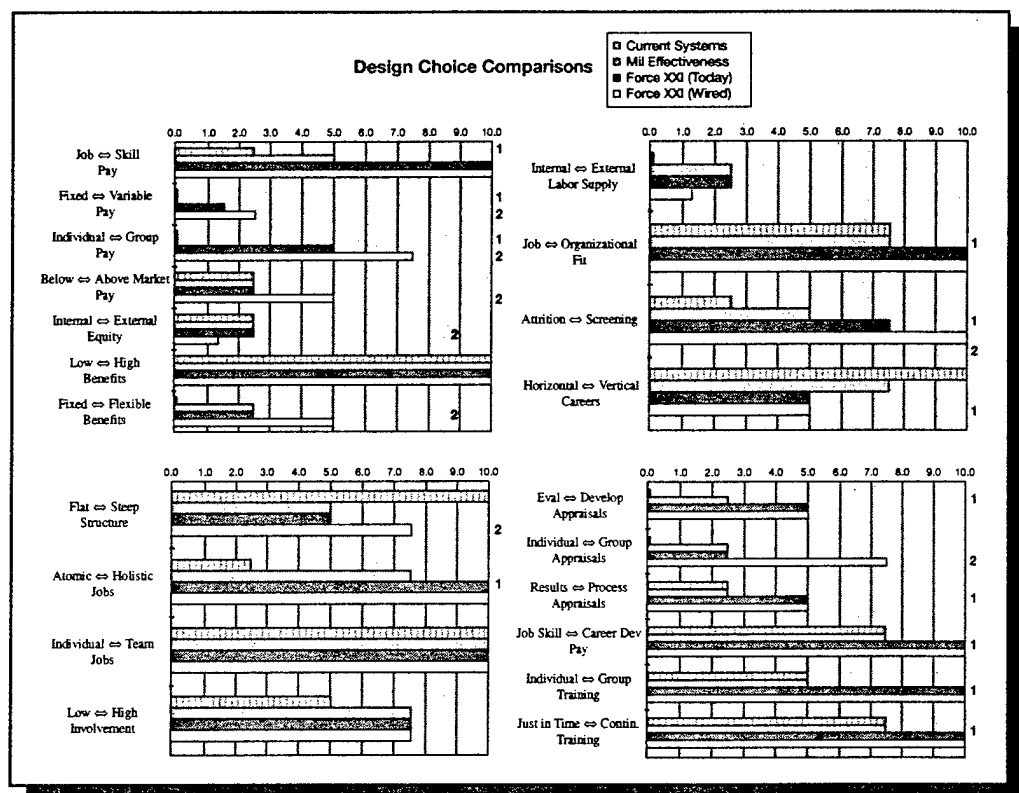 Design Choice Comparisons
Current Systems
Mil Effectiveness
Force XXI (Today)
Force XXI (Wired)
0.0 1.0 2.0 3.0 4.0 5.0 6.0 7.0 8.0 9.0 10.0
Job ⇔ Skill
Pay
1
Fixed ⇔ Variable
Pay
1
2
Individual ⇔ Group
Pay
1
2
Below ⇔ Above Market
Pay
2
Internal ⇔ External
Equity
2
Low ⇔ High
Benefits
Fixed ⇔ Flexible
Benefits
2
0.0 1.0 2.0 3.0 4.0 5.0 6.0 7.0 8.0 9.0 10.0
Internal ⇔ External
Labor Supply
Job ⇔ Organizational
Fit
1
Attrition ⇔ Screening
1
2
Horizontal ⇔ Vertical
Careers
1
0.0 1.0 2.0 3.0 4.0 5.0 6.0 7.0 8.0 9.0 10.0
Flat ⇔ Steep
Structure
2
Atomic ⇔ Holistic
Jobs
1
Individual ⇔ Team
Jobs
Low ⇔ High
Involvement
0.0 1.0 2.0 3.0 4.0 5.0 6.0 7.0 8.0 9.0 10.0
Eval ⇔ Develop
Appraisals
1
Individual ⇔ Group
Appraisals
2
Results ⇔ Process
Appraisals
1
Job Skill ⇔ Career Dev
Pay
1
Individual ⇔ Group
Training
1
Just in Time ⇔ Contin.
Training
1